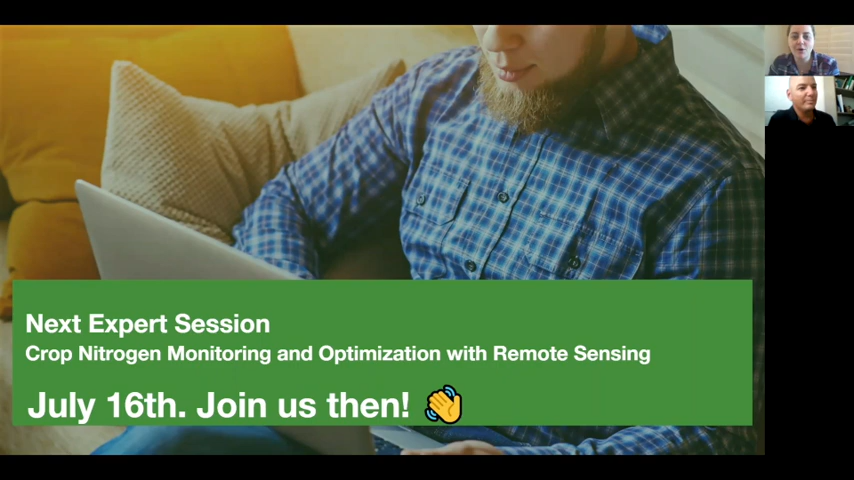 Next Expert Session
Crop Nitrogen Monitoring and Optimization with Remote Sensing
July 16th. Join us then! 👋